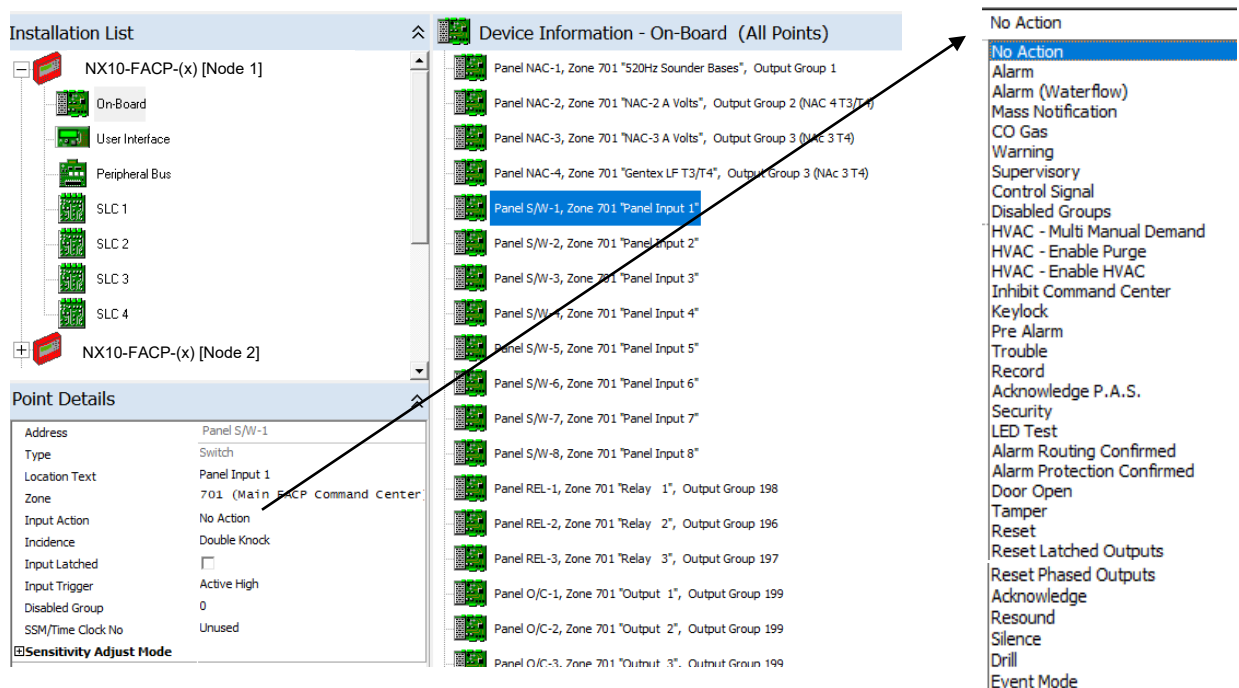 Installation List
NX10-FACP-(x) [Node 1]
On-Board
User Interface
Peripheral Bus
SLC 1
SLC 2
SLC 3
SLC 4
NX10-FACP-(x) [Node 2]
Point Details
Address Panel S/W-1
Type Switch
Location Text Panel Input 1
Zone 701 (Main FACP Command Center)
Input Action No Action
Incidence Double Knock
Input Latched
Input Trigger Active High
Disabled Group 0
SSM/Time Clock No Unused
Sensitivity Adjust Mode
Device Information - On-Board (All Points)
Panel NAC-1, Zone 701 "520Hz Sounder Bases", Output Group 1
Panel NAC-2, Zone 701 "NAC-2 A Volts", Output Group 2 (NAC 4 T3/T4)
Panel NAC-3, Zone 701 "NAC-3 A Volts", Output Group 3 (NAc 3 T4)
Panel NAC-4, Zone 701 "Gentex LF T3/T4", Output Group 3 (NAc 3 T4)
Panel S/W-1, Zone 701 "Panel Input 1"
Panel S/W-2, Zone 701 "Panel Input 2"
Panel S/W-3, Zone 701 "Panel Input 3"
Panel S/W-4, Zone 701 "Panel Input 4"
Panel S/W-5, Zone 701 "Panel Input 5"
Panel S/W-6, Zone 701 "Panel Input 6"
Panel S/W-7, Zone 701 "Panel Input 7"
Panel S/W-8, Zone 701 "Panel Input 8"
Panel REL-1, Zone 701 "Relay 1", Output Group 198
Panel REL-2, Zone 701 "Relay 2", Output Group 196
Panel REL-3, Zone 701 "Relay 3", Output Group 197
Panel O/C-1, Zone 701 "Output 1", Output Group 199
Panel O/C-2, Zone 701 "Output 2", Output Group 199
Panel O/C-3, Zone 701 "Output 3", Output Group 199
No Action
No Action
Alarm
Alarm (Waterflow)
Mass Notification
CO Gas
Warning
Supervisory
Control Signal
Disabled Groups
HVAC - Multi Manual Demand
HVAC - Enable Purge
HVAC - Enable HVAC
Inhibit Command Center
Keylock
Pre Alarm
Trouble
Record
Acknowledge P.A.S.
Security
LED Test
Alarm Routing Confirmed
Alarm Protection Confirmed
Door Open
Tamper
Reset
Reset Latched Outputs
Reset Phased Outputs
Acknowledge
Resound
Silence
Drill
Event Mode